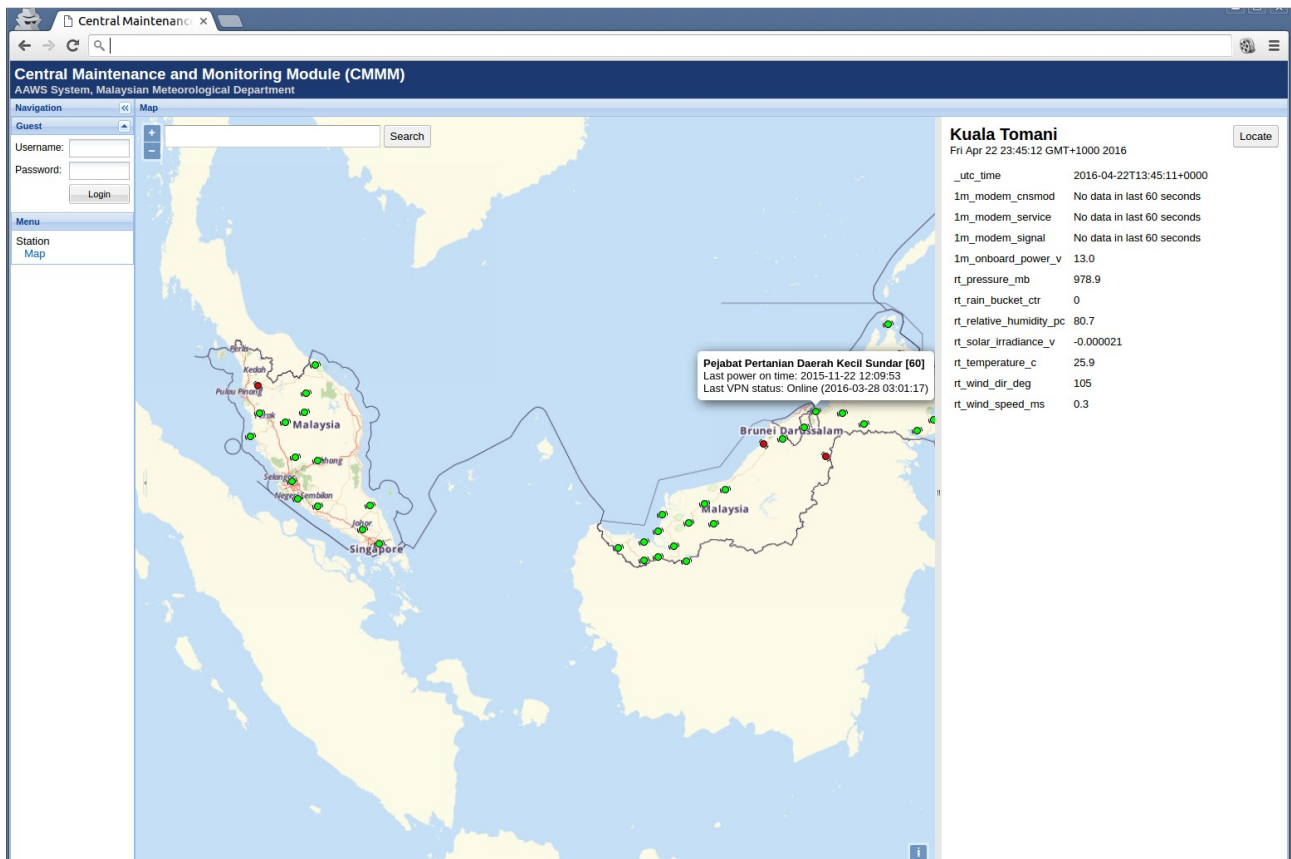 Central Maintenanc
Central Maintenance and Monitoring Module (CMMM)
AAWS System, Malaysian Meteorological Department
Navigation
Map
Guest
Username:
Password:
Login
Menu
Station
Map
+
Search
–
Perlis
Kedah
Pulau Pinang
Perak
Malaysia
Pahang
Selangor
Negeri Sembilan
Johor
Singapore
Pejabat Pertanian Daerah Kecil Sundar [60]
Last power on time: 2015-11-22 12:09:53
Last VPN status: Online (2016-03-28 03:01:17)
Brunei Darussalam
Malaysia
i
Kuala Tomani
Locate
Fri Apr 22 23:45:12 GMT+1000 2016
_utc_time 2016-04-22T13:45:11+0000
1m_modem_cnsmod No data in last 60 seconds
1m_modem_service No data in last 60 seconds
1m_modem_signal No data in last 60 seconds
1m_onboard_power_v 13.0
rt_pressure_mb 978.9
rt_rain_bucket_ctr 0
rt_relative_humidity_pc 80.7
rt_solar_irradiance_v -0.000021
rt_temperature_c 25.9
rt_wind_dir_deg 105
rt_wind_speed_ms 0.3